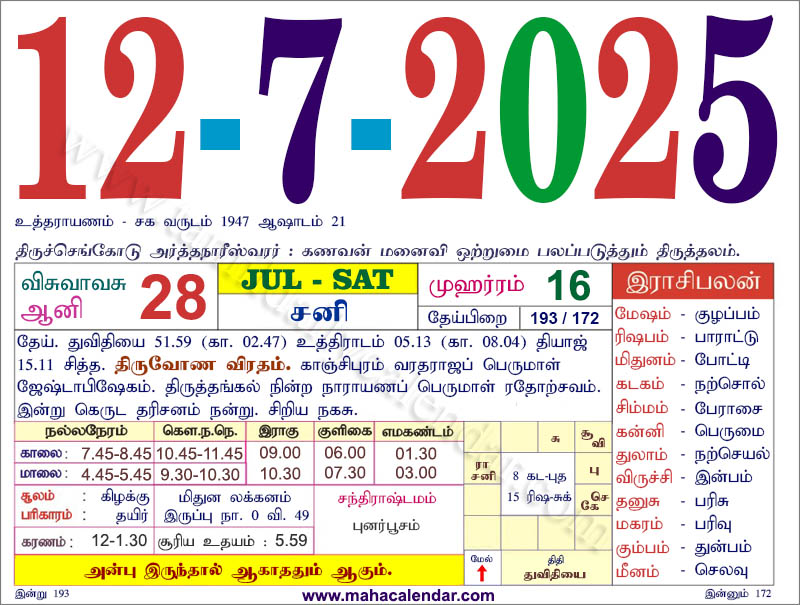 12-7-2025
உத்தராயணம் - சக வருடம் 1947 ஆஷாடம் 21
திருச்செங்கோடு அர்த்தநாரீஸ்வரர் : கணவன் மனைவி ஒற்றுமை பலப்படுத்தும் திருத்தலம்.
விசுவாவசு
ஆனி 28
JUL - SAT
சனி
முஹர்ரம் 16
தேய்பிறை 193 / 172
இராசிபலன்
தேய். துவிதியை 51.59 (கா. 02.47) உத்திராடம் 05.13 (கா. 08.04) தியாஜ்
15.11 சித்த. திருவோண விரதம். காஞ்சிபுரம் வரதராஜப் பெருமாள்
ஜேஷ்டாபிஷேகம். திருத்தங்கல் நின்ற நாராயணப் பெருமாள் ரதோற்சவம்.
இன்று கெருட தரிசனம் நன்று. சிறிய நகசு.
மேஷம் - குழப்பம்
ரிஷபம் - பாராட்டு
மிதுனம் - போட்டி
கடகம் - நற்சொல்
சிம்மம் - பேராசை
கன்னி - பெருமை
துலாம் - நற்செயல்
விருச்சி - இன்பம்
தனுசு - பரிசு
மகரம் - பரிவு
கும்பம் - துன்பம்
மீனம் - செலவு
நல்லநேரம் கௌ.ந.நெ. இராகு குளிகை எமகண்டம்
காலை: 7.45-8.45 10.45-11.45 09.00 06.00 01.30
மாலை: 4.45-5.45 9.30-10.30 10.30 07.30 03.00
சூலம் : கிழக்கு
பரிகாரம் : தயிர்
மிதுன லக்கனம்
இருப்பு நா. 0 வி. 49
சந்திராஷ்டமம்
புனர்பூசம்
கரணம்: 12-1.30 சூரிய உதயம் : 5.59
சு
சூ
வி
ரா
சனி
8 கட-புத
15 ரிஷ-சுக்
பு
செ
கே
மேல்
திதி
துவிதியை
அன்பு இருந்தால் ஆகாததும் ஆகும்.
இன்று 193
www.mahacalendar.com
இன்னும் 172